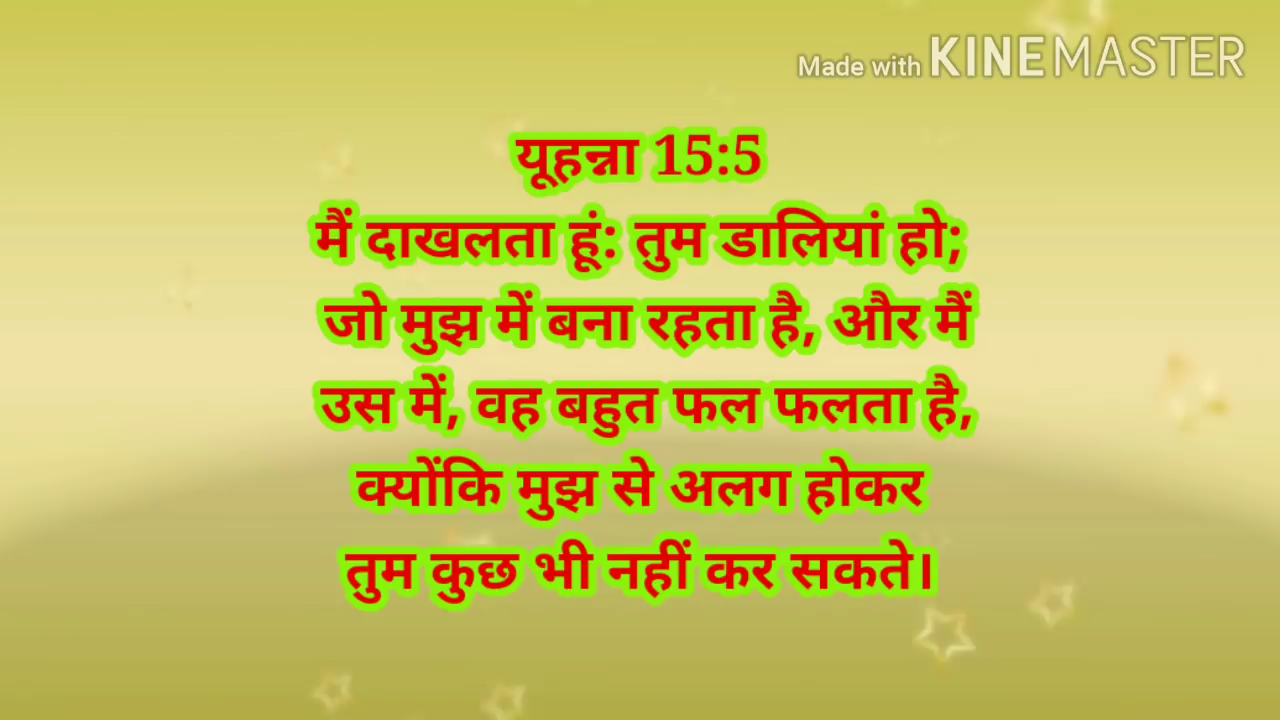 Made with KINEMASTER
यूहन्ना 15:5
मैं दाखलता हूं: तुम डालियां हो;
जो मुझ में बना रहता है, और मैं
उस में, वह बहुत फल फलता है,
क्योंकि मुझ से अलग होकर
तुम कुछ भी नहीं कर सकते।